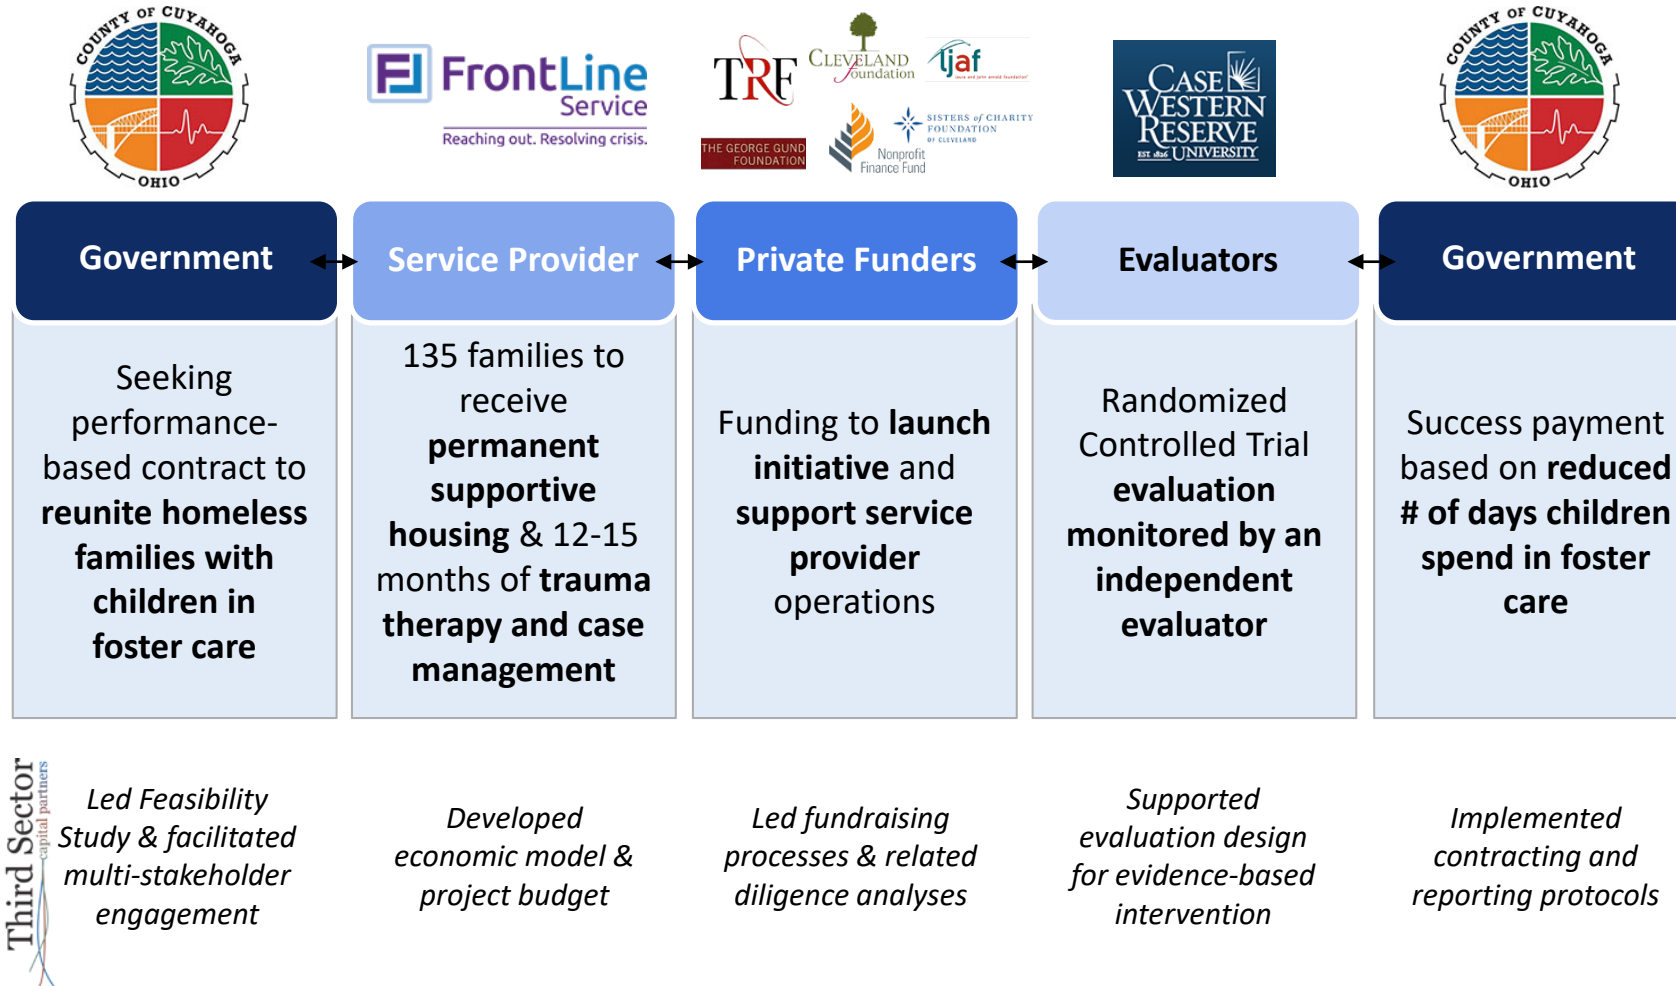 COUNTY OF CUYAHOGA
OHIO
FrontLine
Service
Reaching out. Resolving crisis.
TRF
CLEVELAND
foundation
ljaf
laura and john arnold foundation
THE GEORGE GUND
FOUNDATION
Nonprofit
Finance Fund
SISTERS of CHARITY
FOUNDATION
OF CLEVELAND
CASE
WESTERN
RESERVE
EST. 1826 UNIVERSITY
COUNTY OF CUYAHOGA
OHIO
Government
Service Provider
Private Funders
Evaluators
Government
Seeking
performance-
based contract to
reunite homeless
families with
children in
foster care
135 families to
receive
permanent
supportive
housing & 12-15
months of trauma
therapy and case
management
Funding to launch
initiative and
support service
provider
operations
Randomized
Controlled Trial
evaluation
monitored by an
independent
evaluator
Success payment
based on reduced
# of days children
spend in foster
care
Third Sector
capital partners
Led Feasibility
Study & facilitated
multi-stakeholder
engagement
Developed
economic model &
project budget
Led fundraising
processes & related
diligence analyses
Supported
evaluation design
for evidence-based
intervention
Implemented
contracting and
reporting protocols